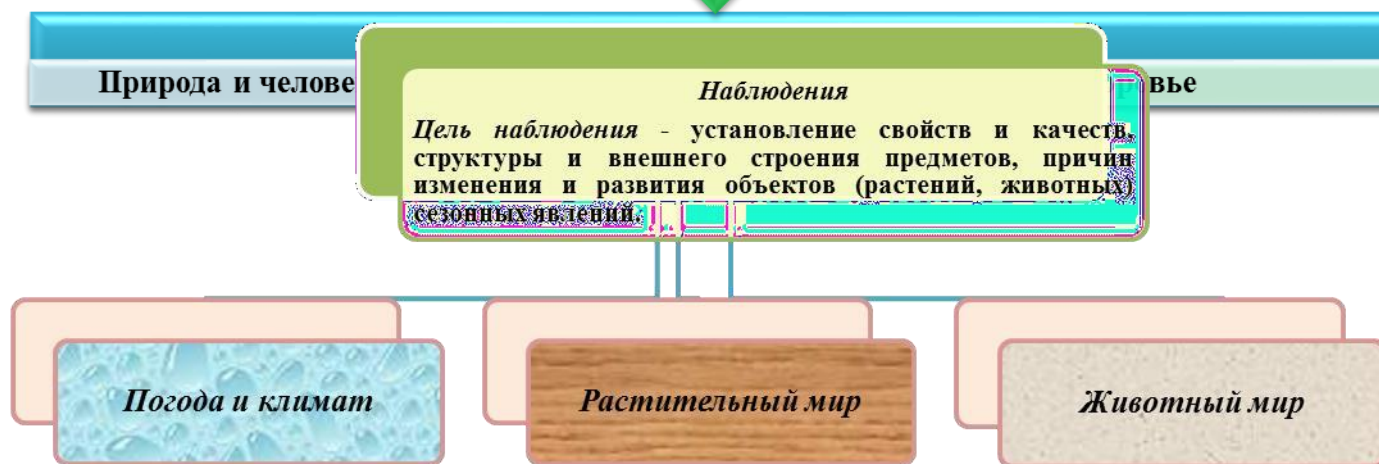 Природа и челове
вье
Наблюдения
Цель наблюдения - установление свойств и качеств,
структуры и внешнего строения предметов, причин
изменения и развития объектов (растений, животных)
сезонных явлений.
Погода и климат
Растительный мир
Животный мир